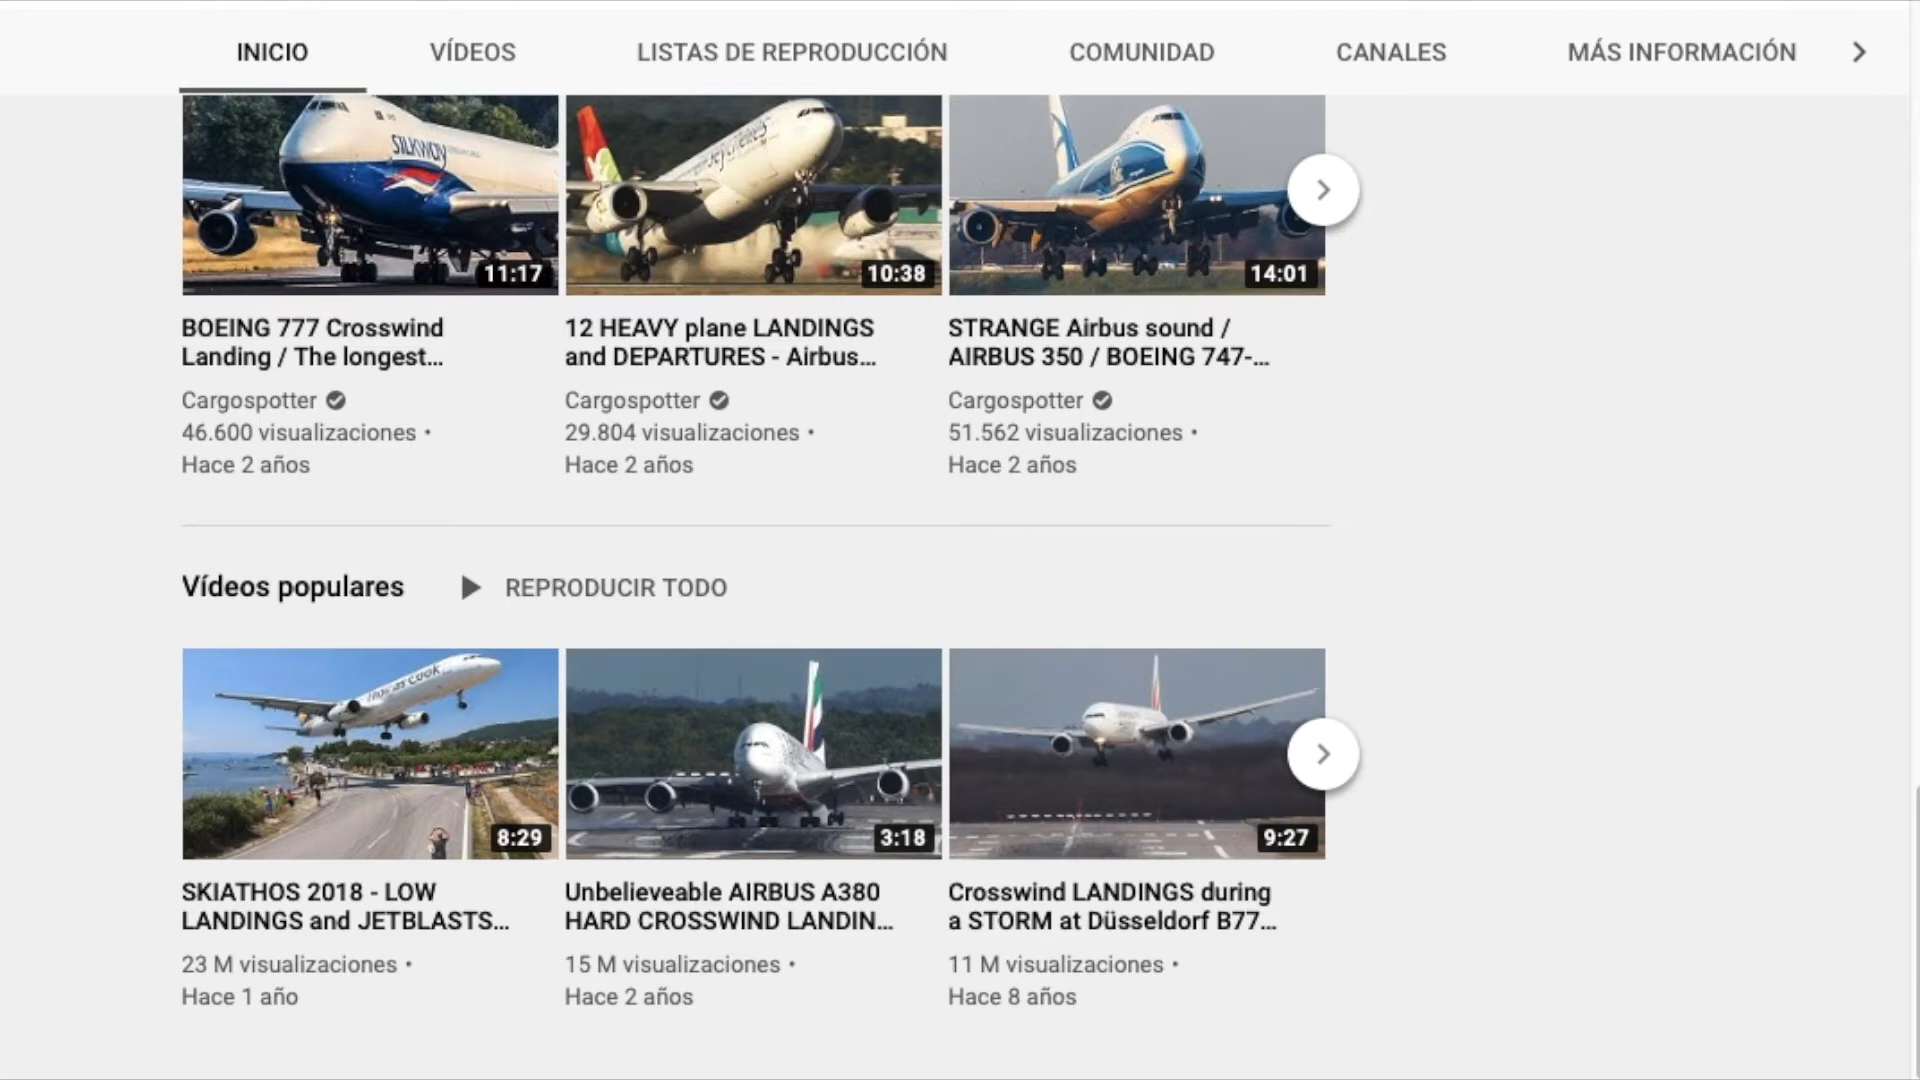 INICIO
VÍDEOS
LISTAS DE REPRODUCCIÓN
COMUNIDAD
CANALES
MÁS INFORMACIÓN
SILKWAY
Seychelles
11:17
10:38
14:01
BOEING 777 Crosswind
Landing / The longest...
Cargospotter
46.600 visualizaciones •
Hace 2 años
12 HEAVY plane LANDINGS
and DEPARTURES - Airbus...
Cargospotter
29.804 visualizaciones •
Hace 2 años
STRANGE Airbus sound /
AIRBUS 350 / BOEING 747-...
Cargospotter
51.562 visualizaciones •
Hace 2 años
Vídeos populares
REPRODUCIR TODO
Thomas Cook
8:29
3:18
9:27
SKIATHOS 2018 - LOW
LANDINGS and JETBLASTS...
23 M visualizaciones •
Hace 1 año
Unbelieveable AIRBUS A380
HARD CROSSWIND LANDIN...
15 M visualizaciones •
Hace 2 años
Crosswind LANDINGS during
a STORM at Düsseldorf B77...
11 M visualizaciones •
Hace 8 años